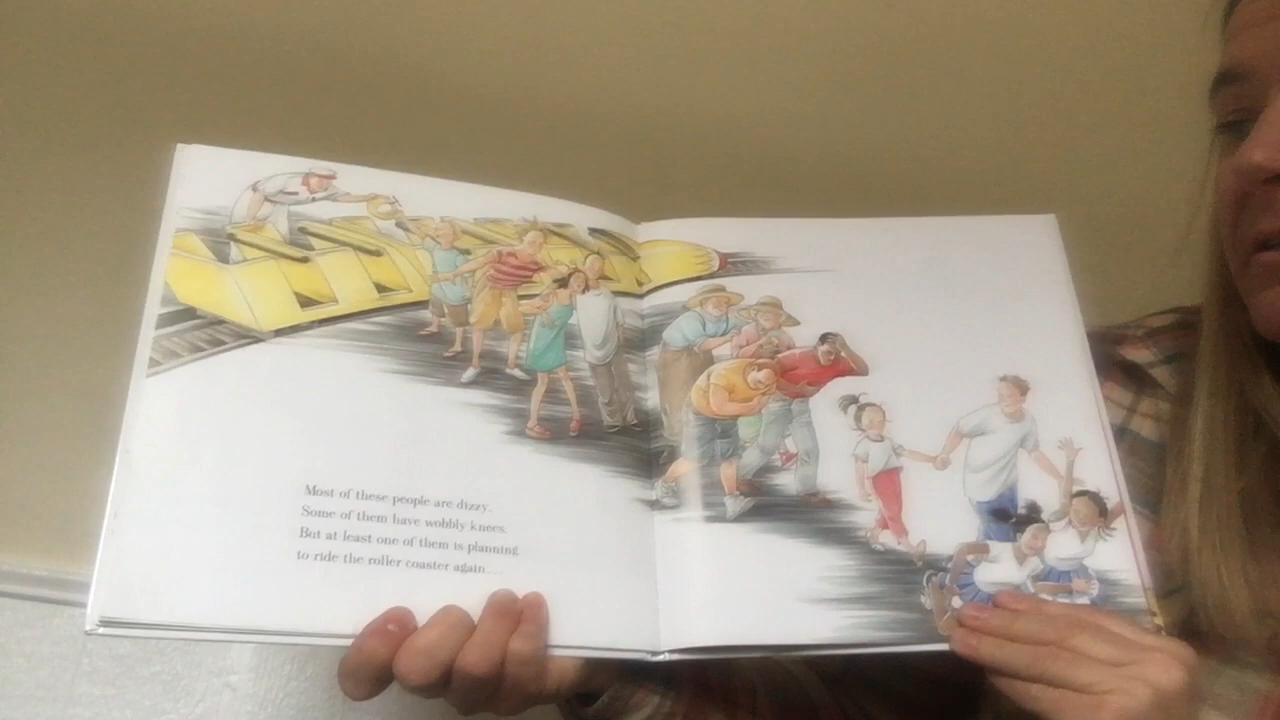 Most of these people are dizzy.
Some of them have wobbly knees.
But at least one of them is planning
to ride the roller coaster again....